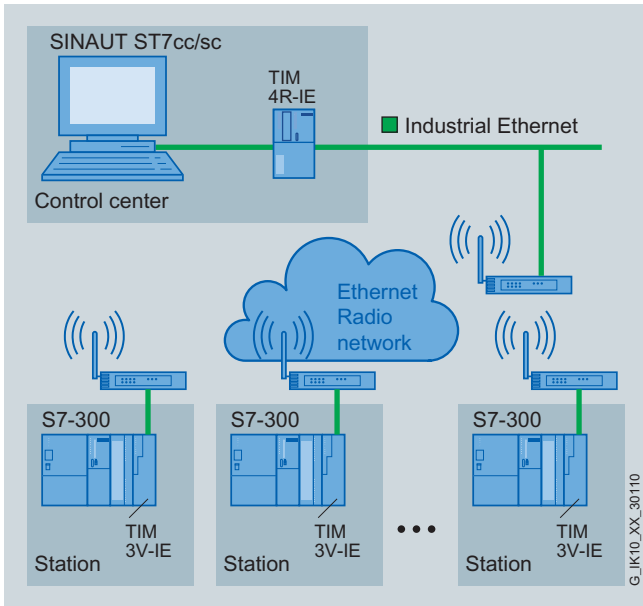 SINAUT ST7cc/sc
TIM
4R-IE
Industrial Ethernet
Control center
Ethernet
Radio
network
S7-300
TIM
3V-IE
Station
S7-300
TIM
3V-IE
Station
S7-300
TIM
3V-IE
Station
G_IK10_XX_30110